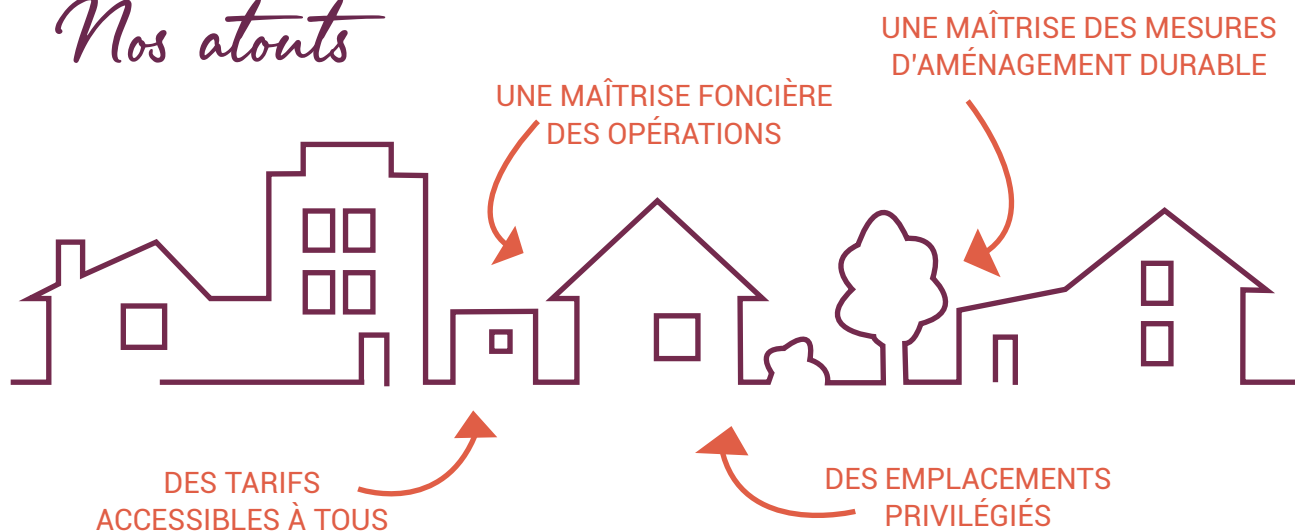 Nos atouts
UNE MAÎTRISE FONCIÈRE
DES OPÉRATIONS
UNE MAÎTRISE DES MESURES
D'AMÉNAGEMENT DURABLE
DES TARIFS
ACCESSIBLES À TOUS
DES EMPLACEMENTS
PRIVILÉGIÉS